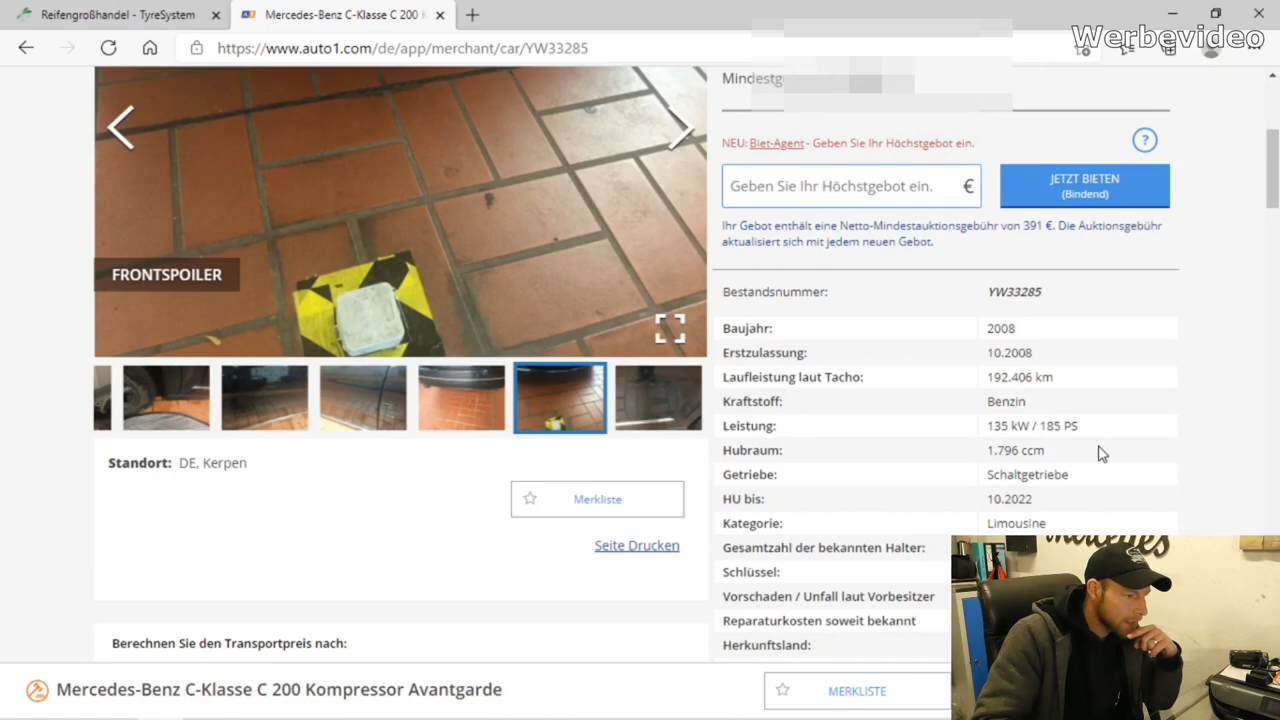 Reifengroßhandel - TyreSystem
Mercedes-Benz C-Klasse C 200 K
https://www.auto1.com/de/app/merchant/car/YW33285
Werbevideo
NEU: Biet-Agent - Geben Sie Ihr Höchstgebot ein.
?
Geben Sie Ihr Höchstgebot ein. €
JETZT BIETEN
(Bindend)
Ihr Gebot enthält eine Netto-Mindestauktionsgebühr von 391 €. Die Auktionsgebühr
aktualisiert sich mit jedem neuen Gebot.
FRONTSPOILER
Bestandsnummer: YW33285
Baujahr: 2008
Erstzulassung: 10.2008
Laufleistung laut Tacho: 192.406 km
Kraftstoff: Benzin
Leistung: 135 kW / 185 PS
Hubraum: 1.796 ccm
Getriebe: Schaltgetriebe
HU bis: 10.2022
Kategorie: Limousine
Gesamtzahl der bekannten Halter:
Schlüssel:
Vorschaden / Unfall laut Vorbesitzer
Reparaturkosten soweit bekannt
Herkunftsland:
Standort: DE, Kerpen
Merkliste
Seite Drucken
Berechnen Sie den Transportpreis nach:
Mercedes-Benz C-Klasse C 200 Kompressor Avantgarde
MERKLISTE